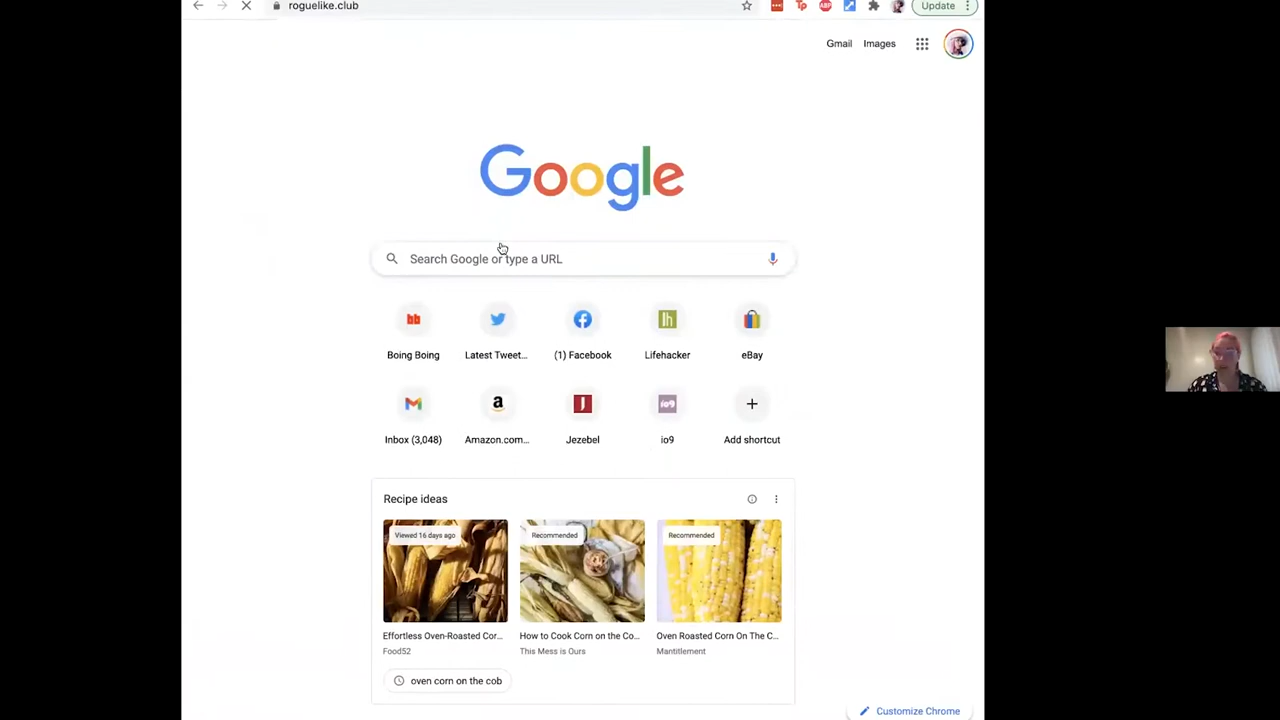 roguelike.club
Update
Gmail
Images
Google
Search Google or type a URL
bb
lh
Boing Boing
Latest Tweet...
(1) Facebook
Lifehacker
eBay
a
J
io9
Inbox (3,048)
Amazon.com...
Jezebel
io9
Add shortcut
Recipe ideas
Viewed 16 days ago
Recommended
Recommended
Effortless Oven-Roasted Cor...
How to Cook Corn on the Co...
Oven Roasted Corn On The C...
Food52
This Mess is Ours
Mantitlement
oven corn on the cob
Customize Chrome